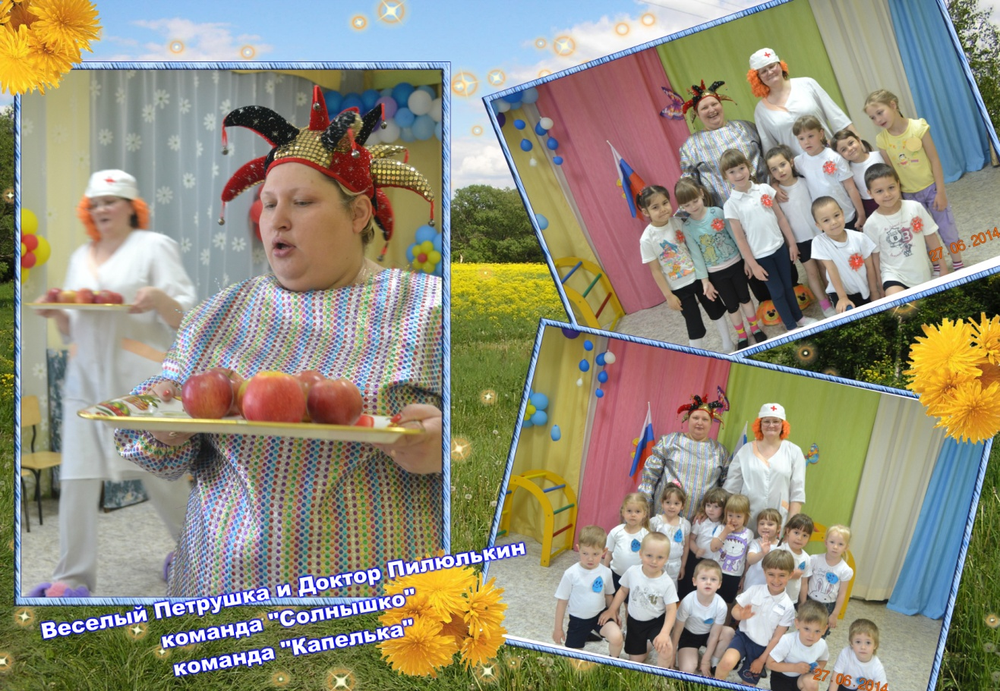 27.06.2014
Веселый Петрушка и Доктор Пилюлькин
команда "Солнышко"
команда "Капелька"
27.06.2014